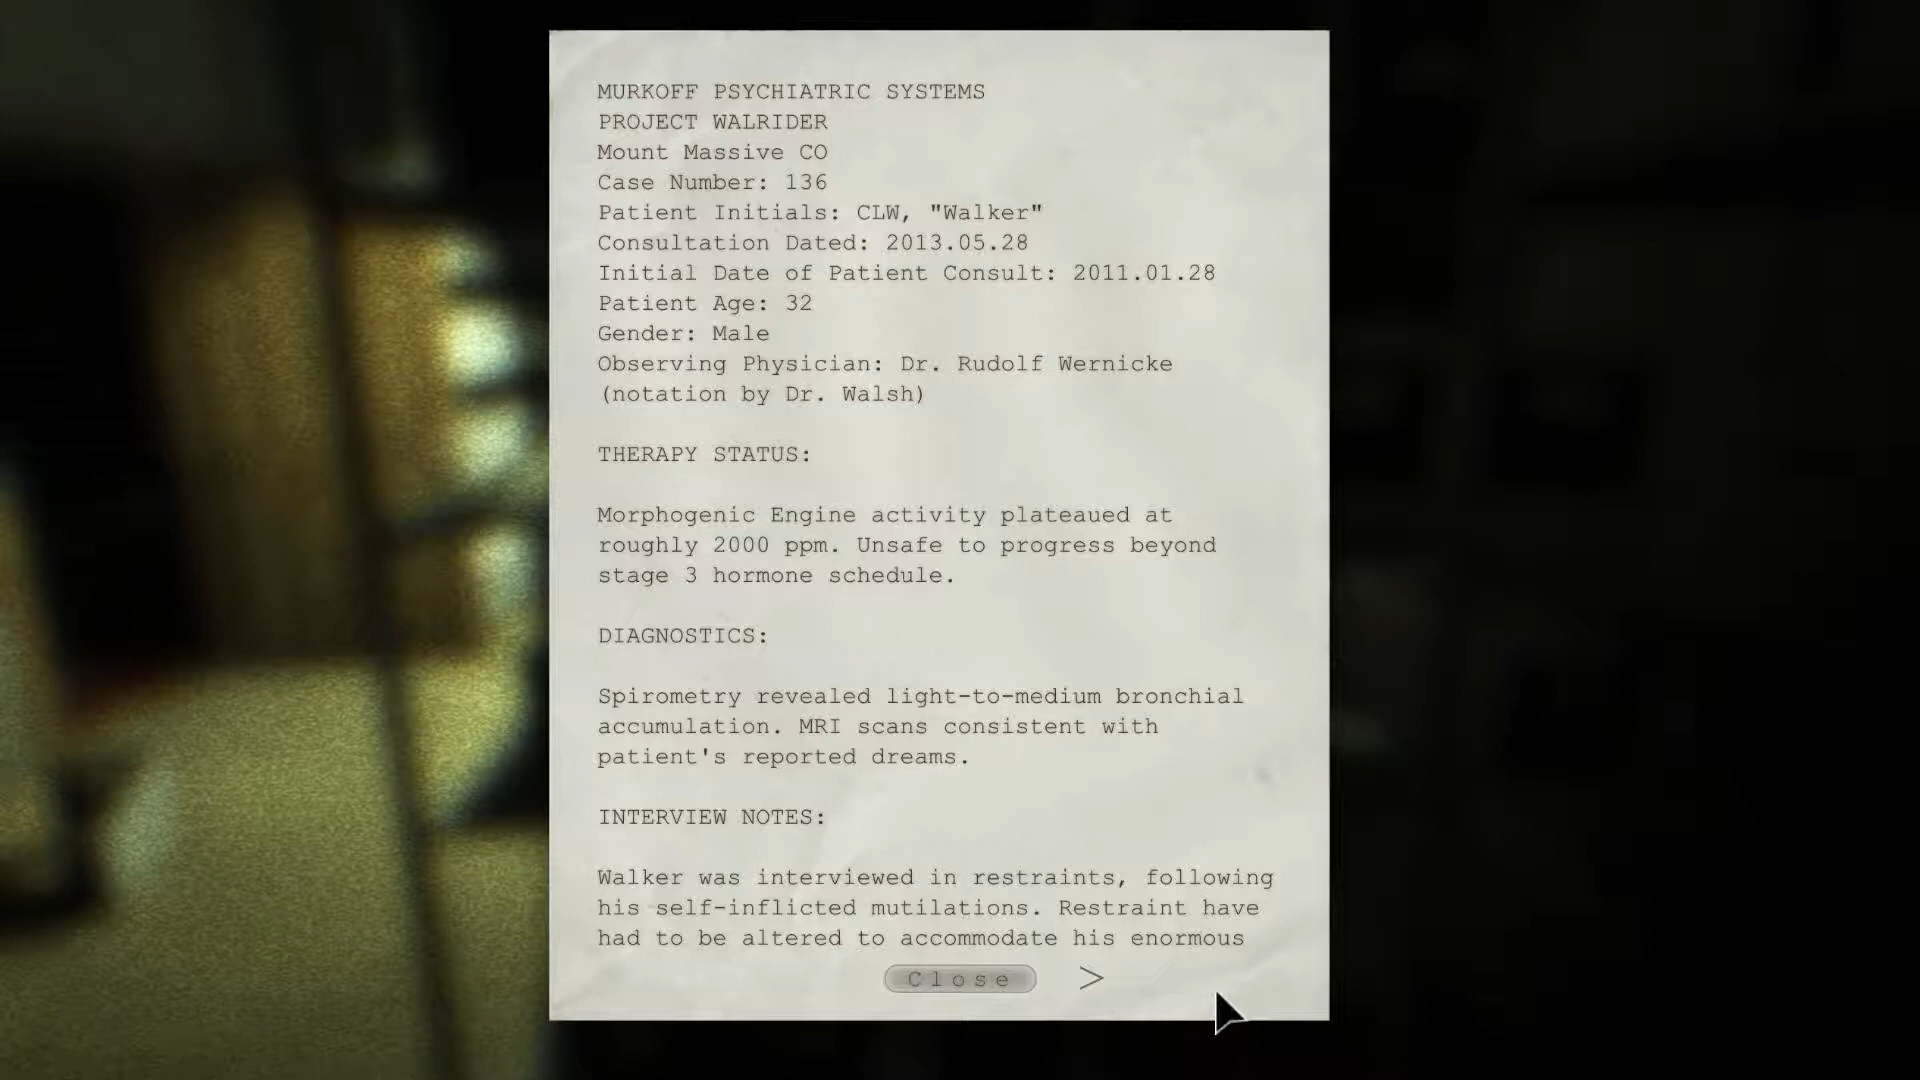 MURKOFF PSYCHIATRIC SYSTEMS
PROJECT WALRIDER
Mount Massive CO
Case Number: 136
Patient Initials: CLW, "Walker"
Consultation Dated: 2013.05.28
Initial Date of Patient Consult: 2011.01.28
Patient Age: 32
Gender: Male
Observing Physician: Dr. Rudolf Wernicke
(notation by Dr. Walsh)
THERAPY STATUS:
Morphogenic Engine activity plateaued at
roughly 2000 ppm. Unsafe to progress beyond
stage 3 hormone schedule.
DIAGNOSTICS:
Spirometry revealed light-to-medium bronchial
accumulation. MRI scans consistent with
patient's reported dreams.
INTERVIEW NOTES:
Walker was interviewed in restraints, following
his self-inflicted mutilations. Restraint have
had to be altered to accommodate his enormous
Close >